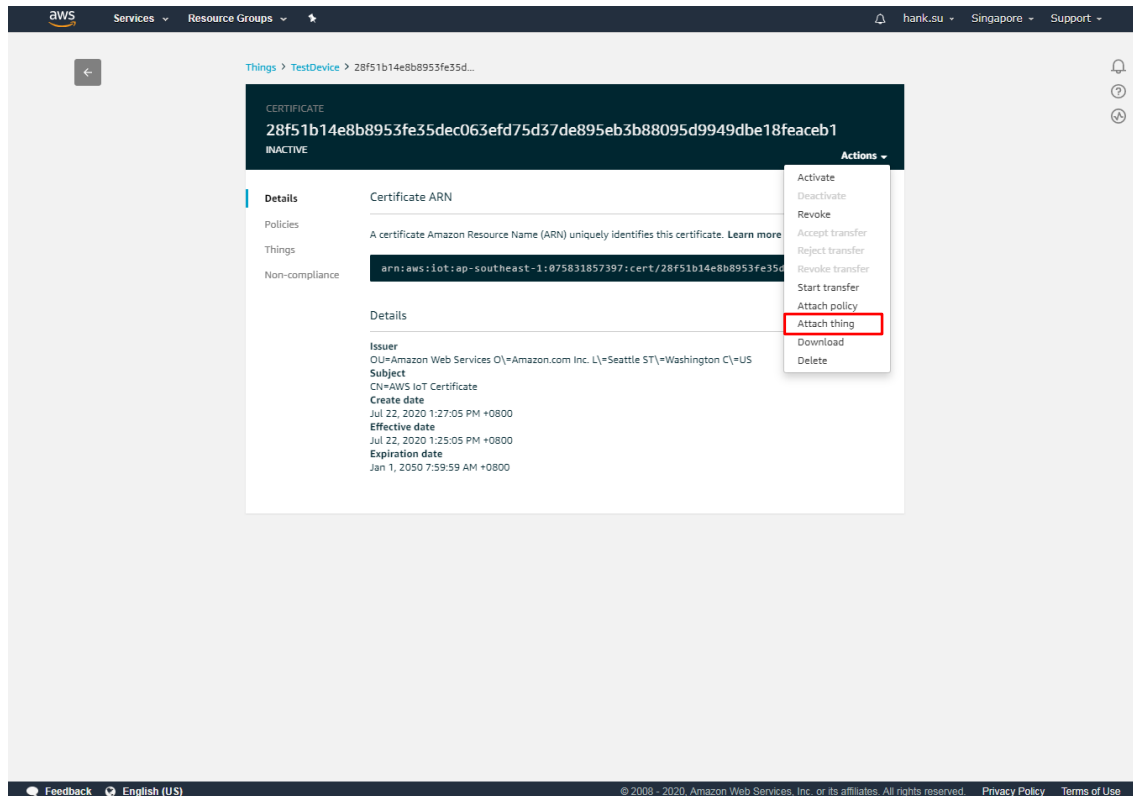 aws Services Resource Groups hank.su Singapore Support
Things > TestDevice > 28f51b14e8b8953fe35d...
CERTIFICATE
28f51b14e8b8953fe35dec063efd75d37de895eb3b88095d9949dbe18feaceb1
INACTIVE
Actions
Activate
Deactivate
Revoke
Accept transfer
Reject transfer
Revoke transfer
Start transfer
Attach policy
Attach thing
Download
Delete
Details
Policies
Things
Non-compliance
Certificate ARN
A certificate Amazon Resource Name (ARN) uniquely identifies this certificate. Learn more
arn:aws:iot:ap-southeast-1:075831857397:cert/28f51b14e8b8953fe35d
Details
Issuer
OU=Amazon Web Services O\=Amazon.com Inc. L\=Seattle ST\=Washington C\=US
Subject
CN=AWS IoT Certificate
Create date
Jul 22, 2020 1:27:05 PM +0800
Effective date
Jul 22, 2020 1:25:05 PM +0800
Expiration date
Jan 1, 2050 7:59:59 AM +0800
Feedback English (US) © 2008 - 2020, Amazon Web Services, Inc. or its affiliates. All rights reserved. Privacy Policy Terms of Use